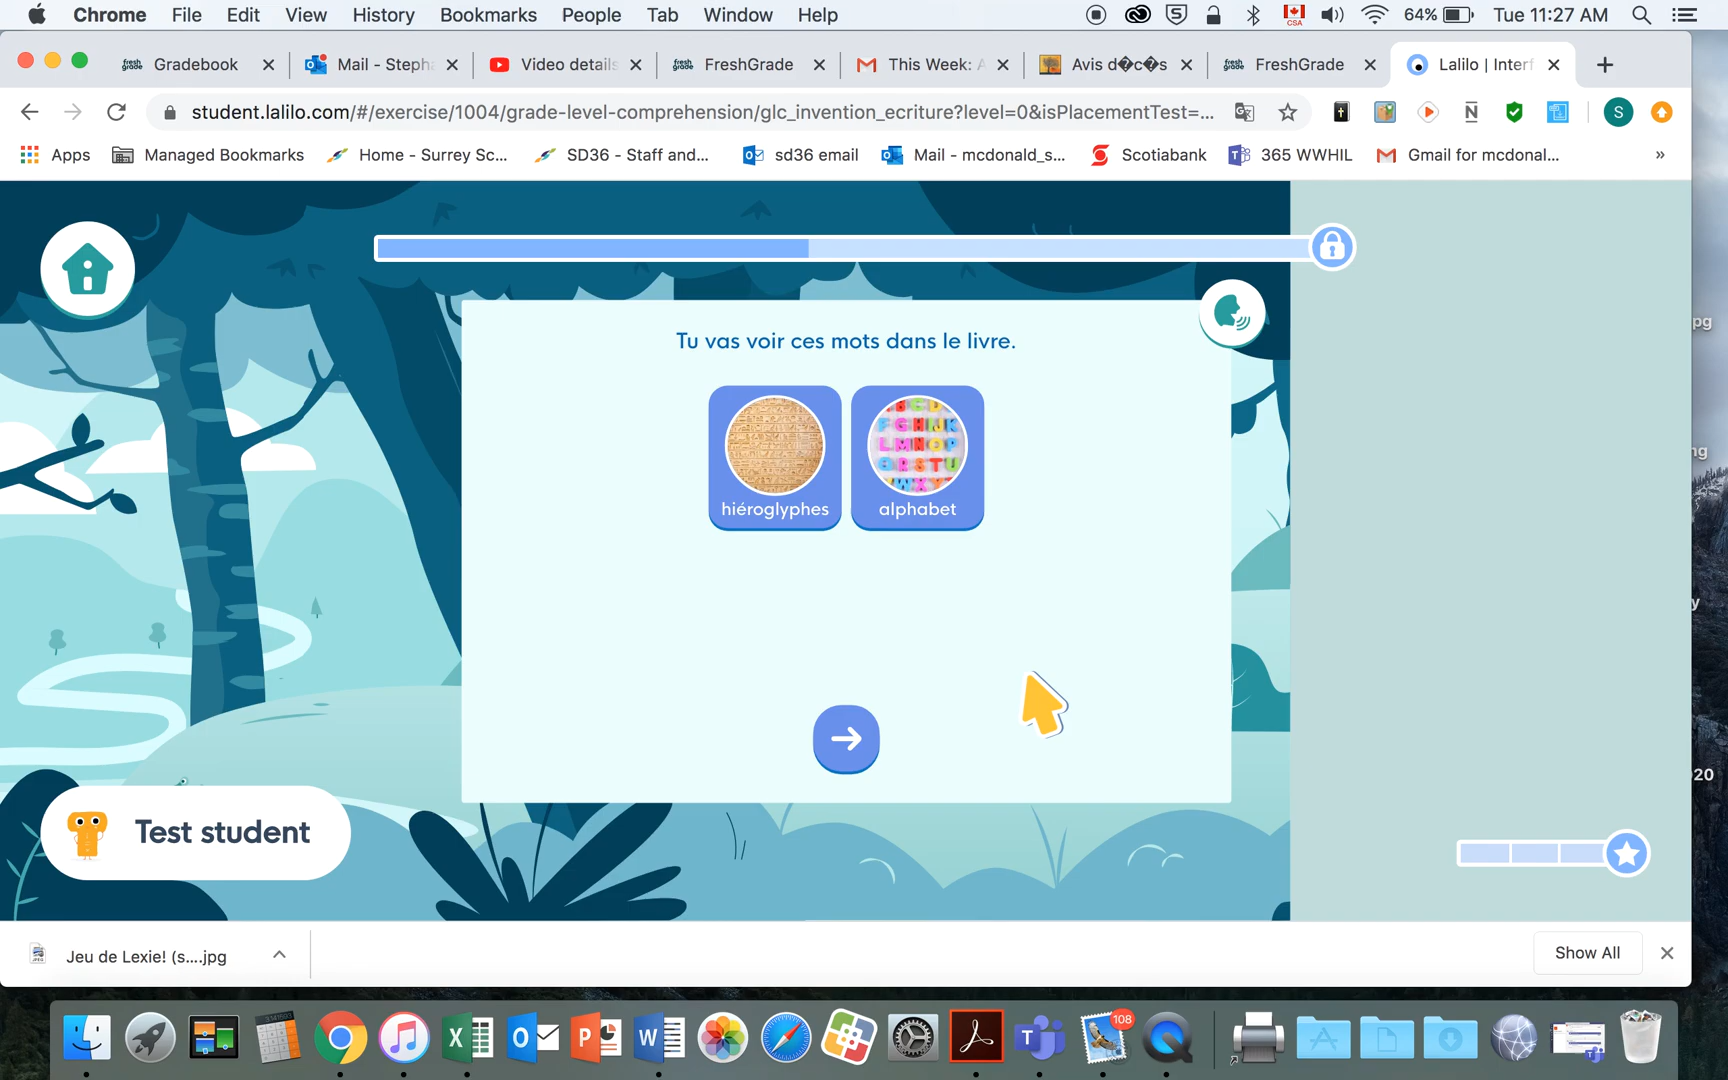 Chrome File Edit View History Bookmarks People Tab Window Help 64% Tue 11:27 AM
Gradebook Mail - Steph Video details FreshGrade This Week: A Avis d�c�s FreshGrade Lalilo | Interf
student.lalilo.com/#/exercise/1004/grade-level-comprehension/glc_invention_ecriture?level=0&isPlacementTest=... S
Apps Managed Bookmarks Home - Surrey Sc... SD36 - Staff and... sd36 email Mail - mcdonald_s... Scotiabank 365 WWHIL Gmail for mcdonal... »
Tu vas voir ces mots dans le livre.
hiéroglyphes alphabet
Test student
Jeu de Lexie! (s....jpg Show All
108